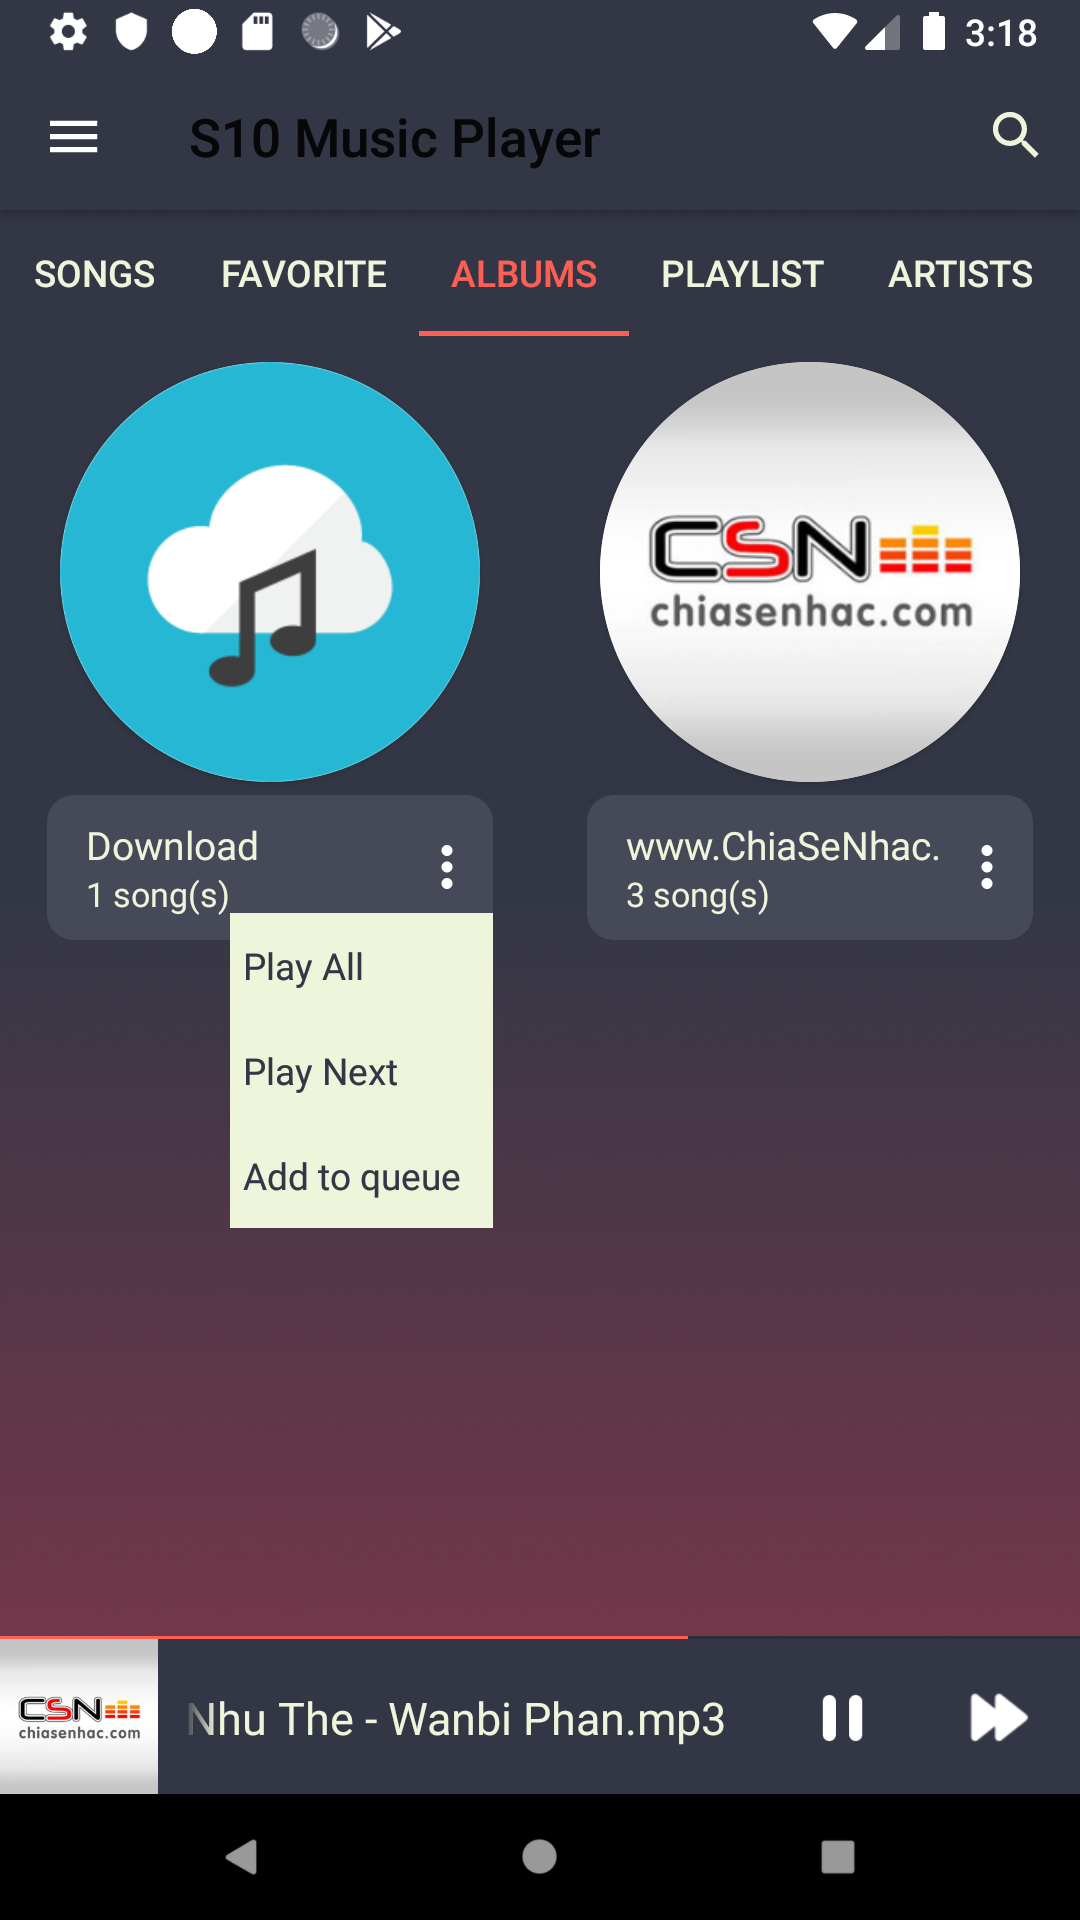 3:18
S10 Music Player
SONGS FAVORITE ALBUMS PLAYLIST ARTISTS
CSN
chiasenhac.com
Download
1 song(s)
www.ChiaSeNhac.
3 song(s)
Play All
Play Next
Add to queue
CSN
chiasenhac.com
Nhu The - Wanbi Phan.mp3